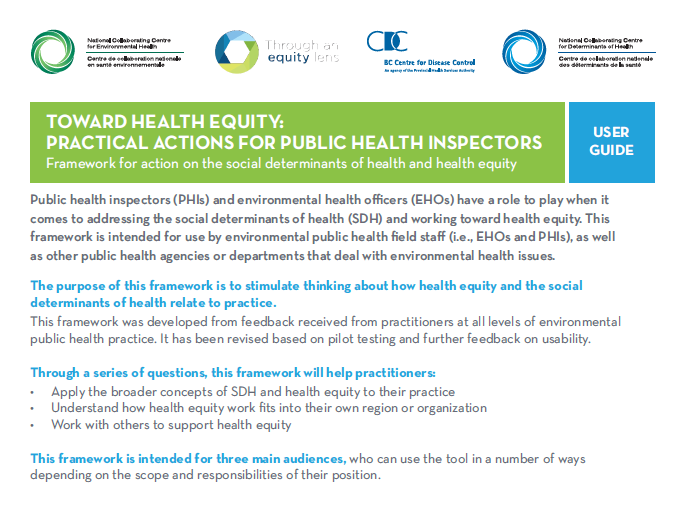 National Collaborating Centre
for Environmental Health
Centre de collaboration nationale
en santé environnementale
Through an
equity lens
CDC
BC Centre for Disease Control
An agency of the Provincial Health Services Authority
National Collaborating Centre
for Determinants of Health
Centre de collaboration nationale
des déterminants de la santé
TOWARD HEALTH EQUITY:
PRACTICAL ACTIONS FOR PUBLIC HEALTH INSPECTORS
Framework for action on the social determinants of health and health equity
USER
GUIDE
Public health inspectors (PHIs) and environmental health officers (EHOs) have a role to play when it
comes to addressing the social determinants of health (SDH) and working toward health equity. This
framework is intended for use by environmental public health field staff (i.e., EHOs and PHIs), as well
as other public health agencies or departments that deal with environmental health issues.
The purpose of this framework is to stimulate thinking about how health equity and the social
determinants of health relate to practice.
This framework was developed from feedback received from practitioners at all levels of environmental
public health practice. It has been revised based on pilot testing and further feedback on usability.
Through a series of questions, this framework will help practitioners:
• Apply the broader concepts of SDH and health equity to their practice
• Understand how health equity work fits into their own region or organization
• Work with others to support health equity
This framework is intended for three main audiences, who can use the tool in a number of ways
depending on the scope and responsibilities of their position.